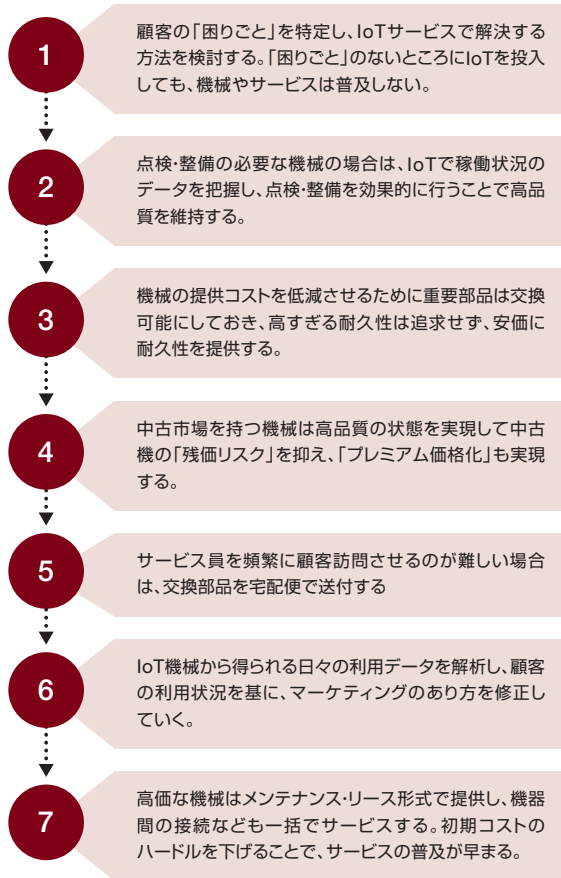 1
顧客の「困りごと」を特定し、IoTサービスで解決する
方法を検討する。「困りごと」のないところにIoTを投入
しても、機械やサービスは普及しない。
2
点検・整備の必要な機械の場合は、IoTで稼働状況の
データを把握し、点検・整備を効果的に行うことで高品
質を維持する。
3
機械の提供コストを低減させるために重要部品は交換
可能にしておき、高すぎる耐久性は追求せず、安価に
耐久性を提供する。
4
中古市場を持つ機械は高品質の状態を実現して中古
機の「残価リスク」を抑え、「プレミアム価格化」も実現
する。
5
サービス員を頻繁に顧客訪問させるのが難しい場合
は、交換部品を宅配便で送付する
6
IoT機械から得られる日々の利用データを解析し、顧客
の利用状況を基に、マーケティングのあり方を修正し
ていく。
7
高価な機械はメンテナンス・リース形式で提供し、機器
間の接続なども一括でサービスする。初期コストの
ハードルを下げることで、サービスの普及が早まる。